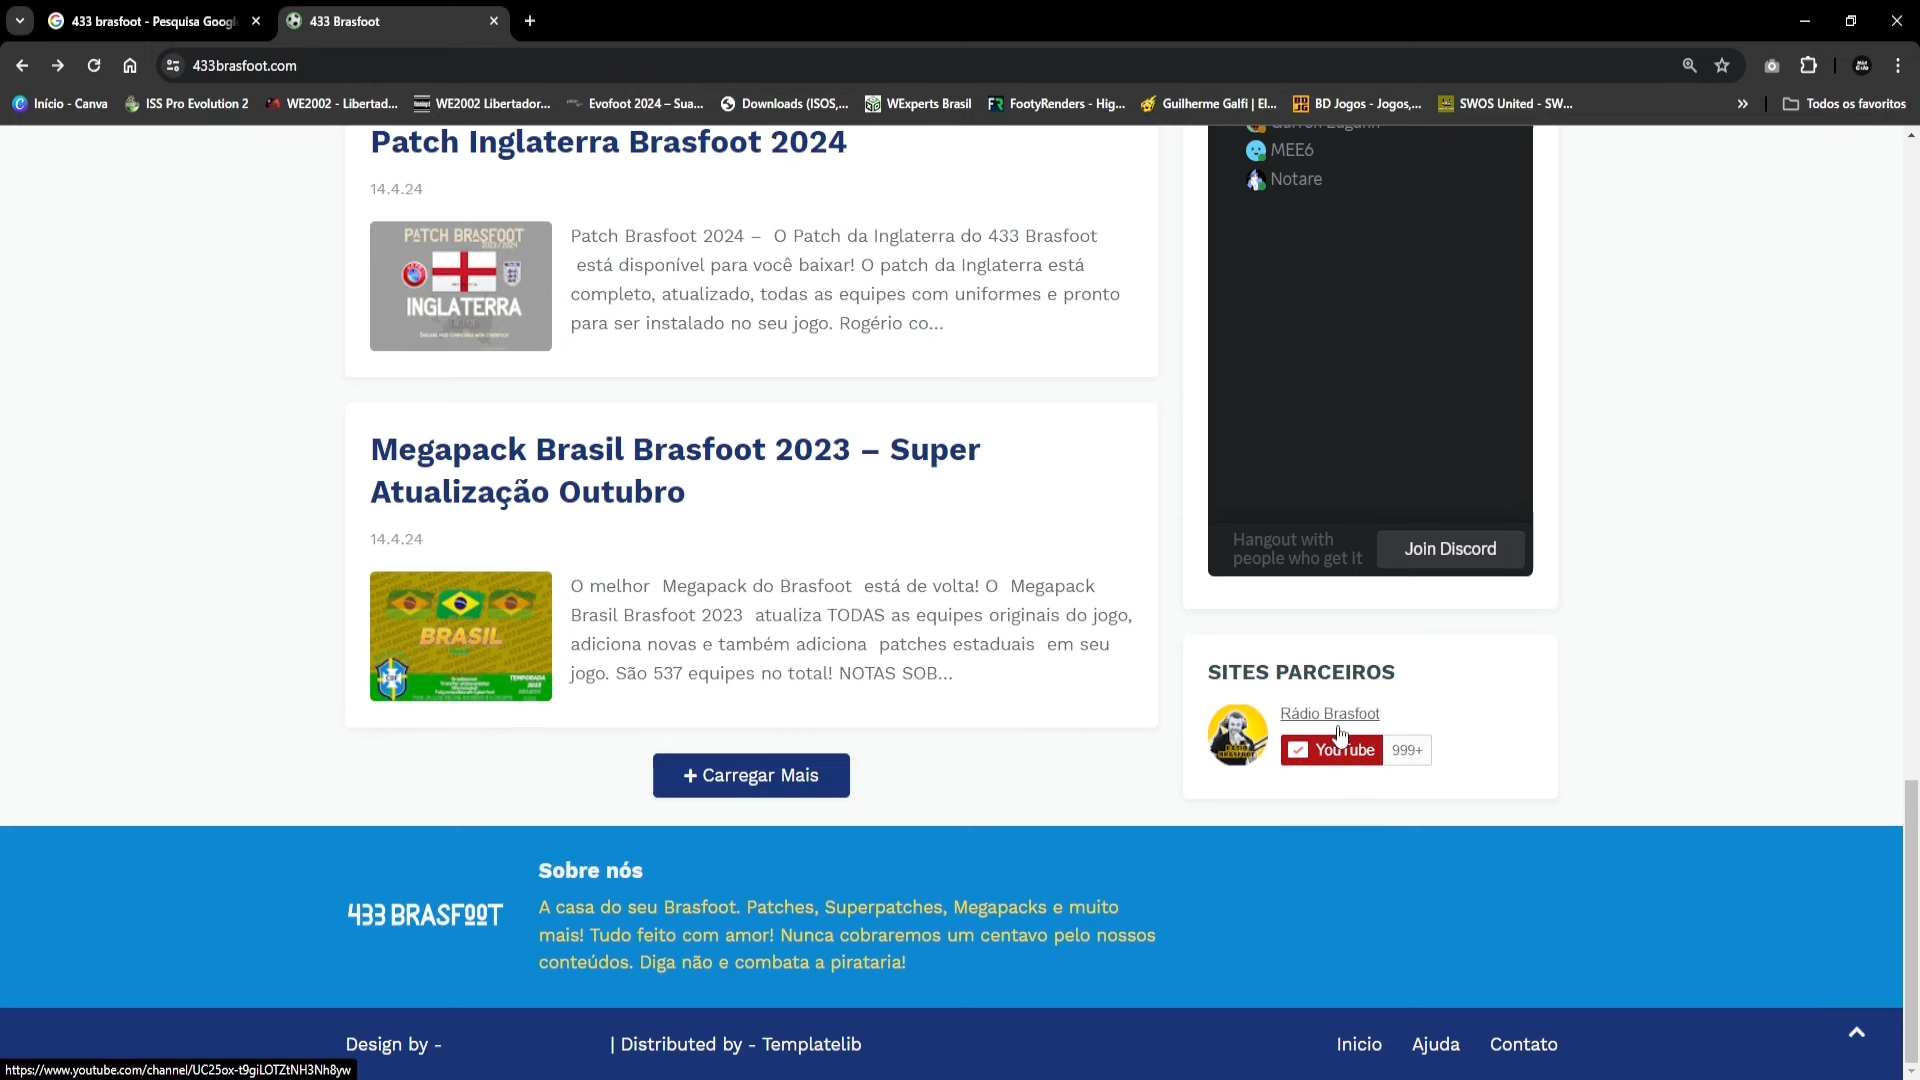 433 brasfoot - Pesquisa Googl
433 Brasfoot
433brasfoot.com
Início - Canva
ISS Pro Evolution 2
WE2002 - Libertad...
WE2002 Libertador...
Evofoot 2024 – Sua...
Downloads (ISOS,...
WExperts Brasil
FootyRenders - Hig...
Guilherme Galfi | El...
BD Jogos - Jogos,...
SWOS United - SW...
Todos os favoritos
Patch Inglaterra Brasfoot 2024
14.4.24
PATCH BRASFOOT
2023/2024
INGLATERRA
Patch Brasfoot 2024 – O Patch da Inglaterra do 433 Brasfoot
está disponível para você baixar! O patch da Inglaterra está
completo, atualizado, todas as equipes com uniformes e pronto
para ser instalado no seu jogo. Rogério co...
Megapack Brasil Brasfoot 2023 – Super
Atualização Outubro
14.4.24
BRASIL
CBF
TEMPORADA
2023
O melhor Megapack do Brasfoot está de volta! O Megapack
Brasil Brasfoot 2023 atualiza TODAS as equipes originais do jogo,
adiciona novas e também adiciona patches estaduais em seu
jogo. São 537 equipes no total! NOTAS SOB...
+ Carregar Mais
MEE6
Notare
Hangout with
people who get it
Join Discord
SITES PARCEIROS
Rádio Brasfoot
YouTube
999+
433 BRASFOOT
Sobre nós
A casa do seu Brasfoot. Patches, Superpatches, Megapacks e muito
mais! Tudo feito com amor! Nunca cobraremos um centavo pelo nossos
conteúdos. Diga não e combata a pirataria!
Design by -
| Distributed by - Templatelib
Inicio
Ajuda
Contato
https://www.youtube.com/channel/UC25ox-t9giLOTZtNH3Nh8yw